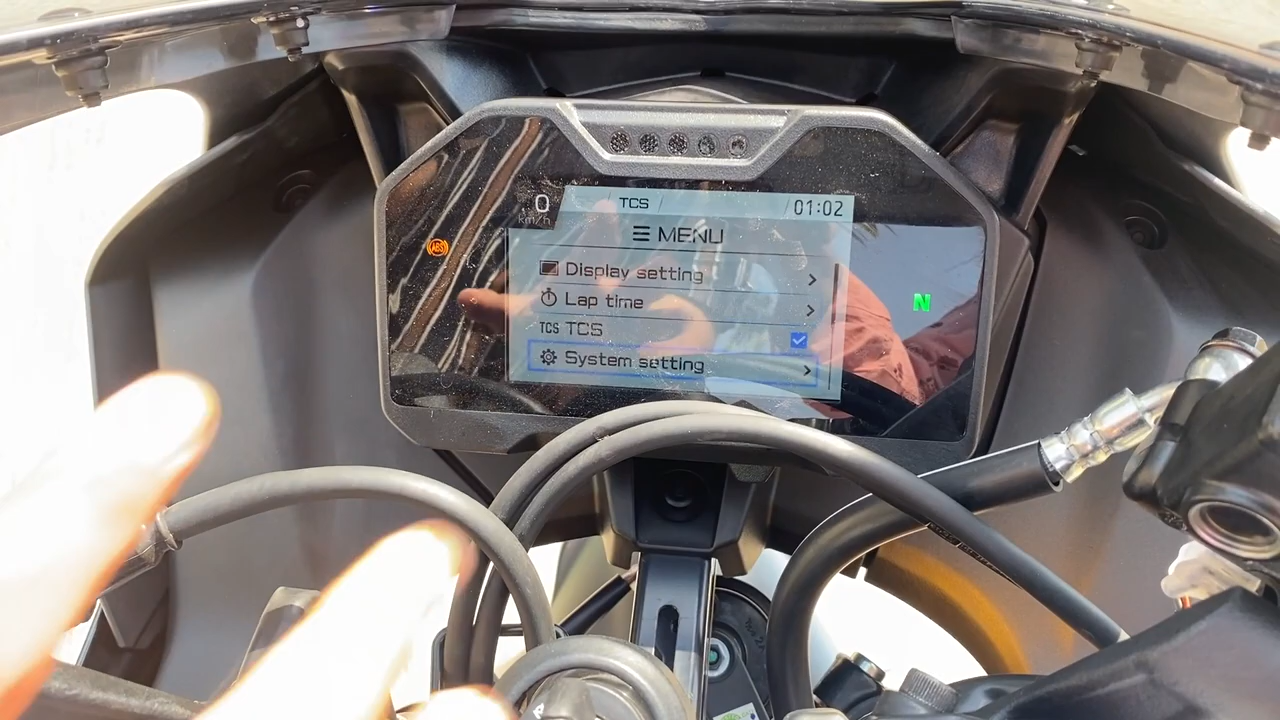 0 TCS 01:02
km/h
MENU
ABS
Display setting
Lap time
N
TCS TCS
System setting